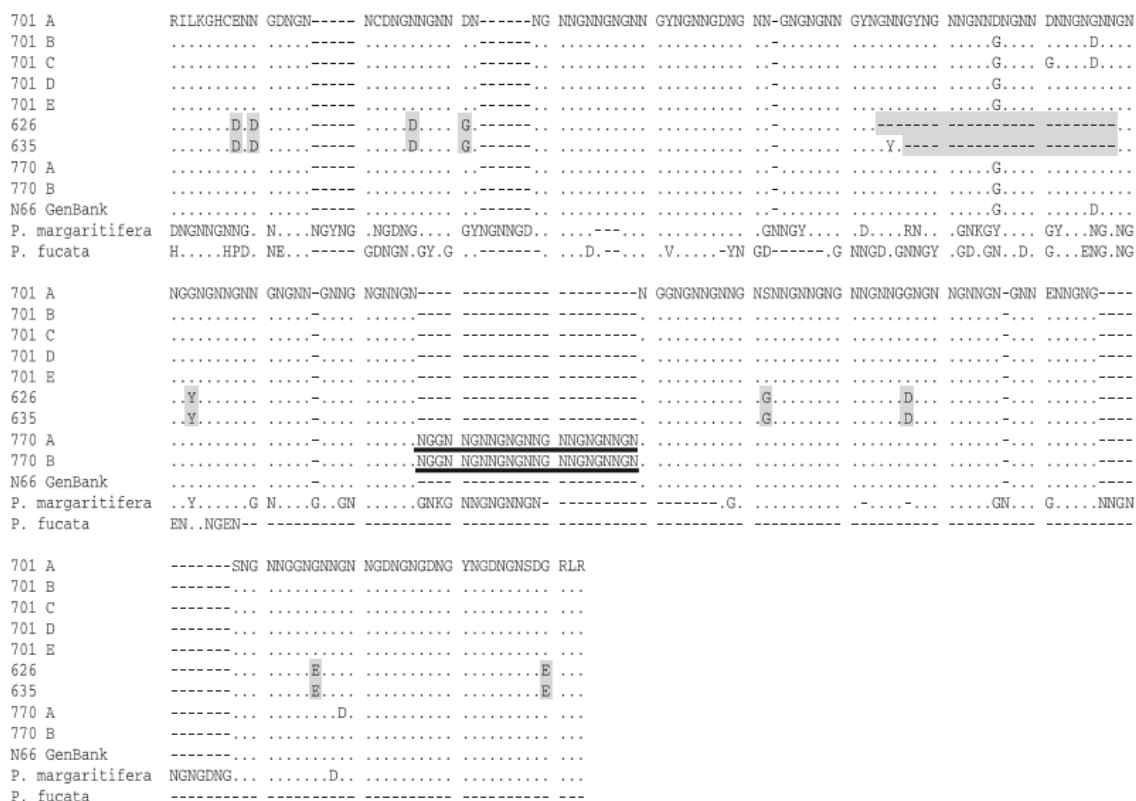 701 A RILKGHCENN GDNGN----- NCDNGNNGNN DN------NG NNGNNGNGNN GYNGNNGDNG NN-GNGNGNN GYNGNNGYNG NNGNNDNGNN DNNGNGNNGN
701 B .......... .....----- .......... ..------.. .......... .......... ..-....... .......... .....G.... .....D....
701 C .......... .....----- .......... ..------.. .......... .......... ..-....... .......... .....G.... G....D....
701 D .......... .....----- .......... ..------.. .......... .......... ..-....... .......... .....G.... ..........
701 E .......... .....----- .......... ..------.. .......... .......... ..-....... .......... .....G.... ..........
626 .......D.D .....----- .....D.... G.------.. .......... .......... ..-....... ...------- ---------- --------..
635 .......D.D .....----- .....D.... G.------.. .......... .......... ..-....... ....Y.---- ---------- --------..
770 A .......... .....----- .......... ..------.. .......... .......... ..-....... .......... .....G.... ..........
770 B .......... .....----- .......... ..------.. .......... .......... ..-....... .......... .....G.... ..........
N66 GenBank .......... .....----- .......... ..------.. .......... .......... ..-....... .......... .....G.... .....D....
P. margaritifera DNGNNGNNG. N....NGYNG .NGDNG.... GYNGNNGD.. ....---... .......... .GNNGY.... .D....RN.. .GNKGY.... GY...NG.NG
P. fucata H.....HPD. NE...----- GDNGN.GY.G ..------.. ...D...... .V.....-YN GD------.G NNGD.GNNGY .GD.GN..D. G...ENG.NG
701 A NGGNGNNGNN GNGNN-GNNG NGNNGN---- ---------- ---------N GGNGNNGNNG NSNNGNNGNG NNGNNGGNGN NGNNGN-GNN ENNGNG----
701 B .......... .....-.... ......---- ---------- ---------. .......... .......... .......... ......-... ......----
701 C .......... .....-.... ......---- ---------- ---------. .......... .......... .......... ......-... ......----
701 D .......... .....-.... ......---- ---------- ---------. .......... .......... .......... ......-... ......----
701 E .......... .....-.... ......---- ---------- ---------. .......... .......... .......... ......-... ......----
626 ..Y....... .....-.... ......---- ---------- ---------. .......... .G........ ......D... ......-... ......----
635 ..Y....... .....-.... ......---- ---------- ---------. .......... .G........ ......D... ......-... ......----
770 A .......... .....-.... ......NGGN NGNNGNGNNG NNGNGNNGN. .......... .......... .......... ......-... ......----
770 B .......... .....-.... ......NGGN NGNNGNGNNG NNGNGNNGN. .......... .......... .......... ......-... ......----
N66 GenBank .......... .....-.... ......---- ---------- ---------. .......... .......... .......... ......-... ......----
P. margaritifera ..Y......G N....G..GN ......GNKG NNGNGNNGN- ---------- -------.G. .......... .-....-... .....GN... G.....NNGN
P. fucata EN..NGEN-- ---------- ---------- ---------- ---------- ---------- ---------- ---------- ---------- ----------
701 A -------SNG NNGGNGNNGN NGDNGNGDNG YNGDNGNSDG RLR
701 B -------... .......... .......... .......... ...
701 C -------... .......... .......... .......... ...
701 D -------... .......... .......... .......... ...
701 E -------... .......... .......... .......... ...
626 -------... .....E.... .......... .........E ...
635 -------... .....E.... .......... .........E ...
770 A -------... ........D. .......... .......... ...
770 B -------... .......... .......... .......... ...
N66 GenBank -------... .......... .......... .......... ...
P. margaritifera NGNGDNG... .......D.. .......... .......... ...
P. fucata ---------- ---------- ---------- ---------- ---